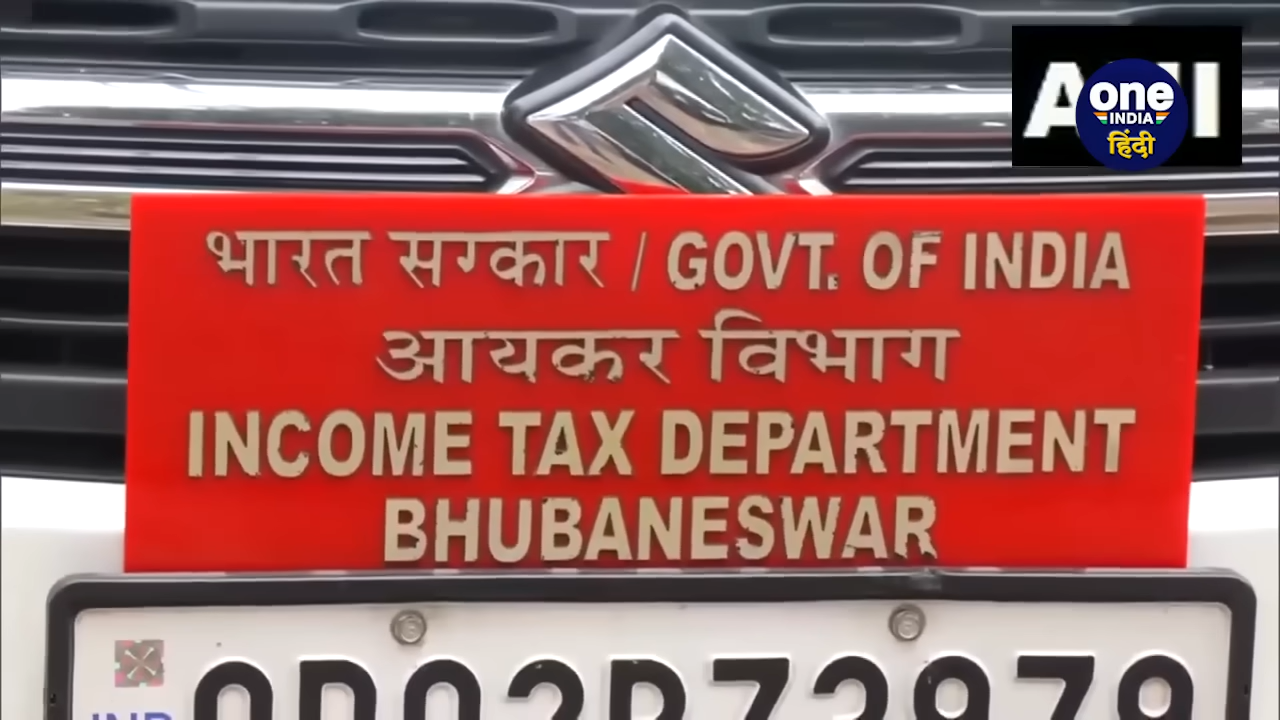 one
INDIA
हिंदी
भारत सरकार / GOVT. OF INDIA
आयकर विभाग
INCOME TAX DEPARTMENT
BHUBANESWAR